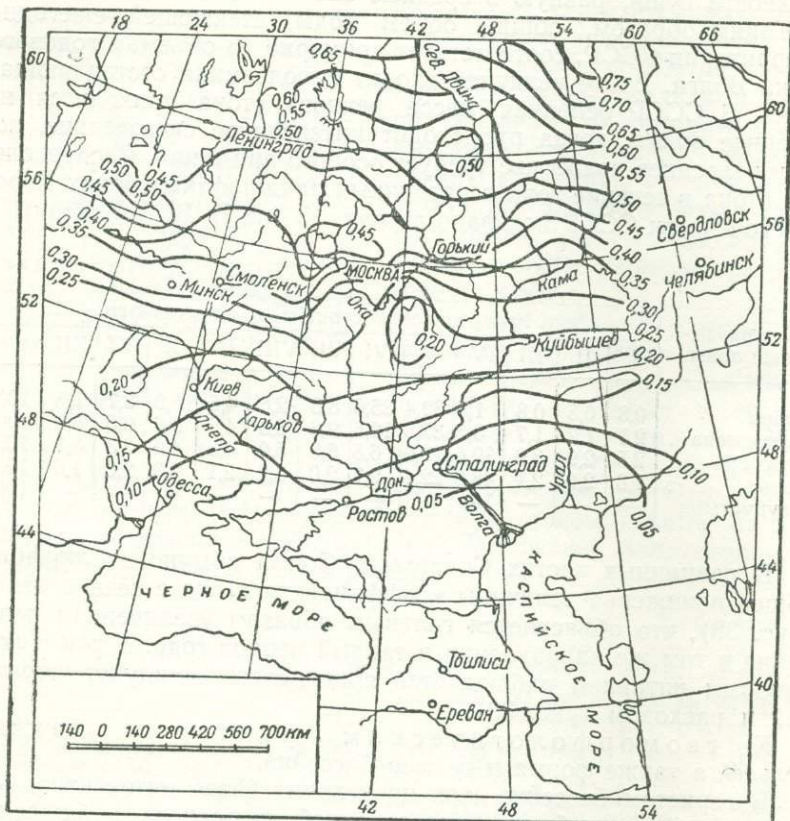 18 24 30 36 42 48 54 60 66
60
0,65
Сев. Двина
0,75
0,70
0,60
0,55
0,50
0,65
60
0,60
Ленинград
0,50
0,55
56
0,50
0,45
0,50
0,50
0,45
0,45
0,45
0,40
Свердловск
56
0,40
0,35
Горький
0,35
Челябинск
0,30
МОСКВА
Кама
0,30
0,25
Смоленск
Минск
Ока
0,25
52
0,20
Куйбышев
0,20
52
0,15
0,20
Киев
Харьков
48
Днепр
48
0,15
Сталинград
Урал
0,10
0,10
Одесса
Дон
0,05
0,05
Ростов
Волга
44
44
ЧЕРНОЕ МОРЕ
КАСПИЙСКОЕ МОРЕ
Тбилиси
Ереван
40
140 0 140 280 420 560 700 км
42 48 54